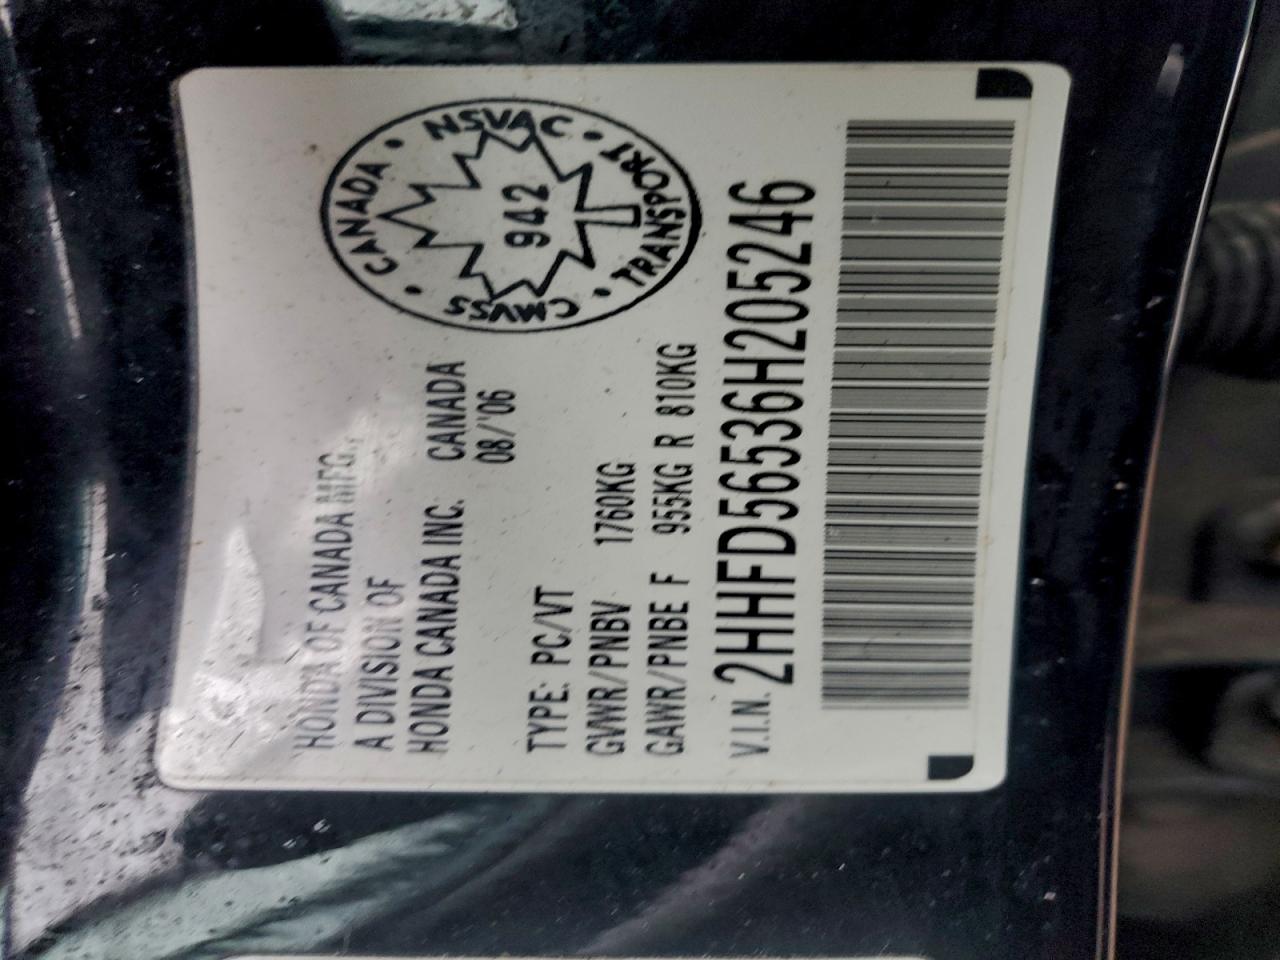 HONDA OF CANADA MFG.,
A DIVISION OF
HONDA CANADA INC. CANADA
08/'06
TYPE: PC/VT
GVWR/PNBV 1760KG
GAWR/PNBE F 955KG R 810KG
V.I.N. 2HHFD56536H205246
CANADA • NSVAC • TRANSPORT • CMVSS •
942